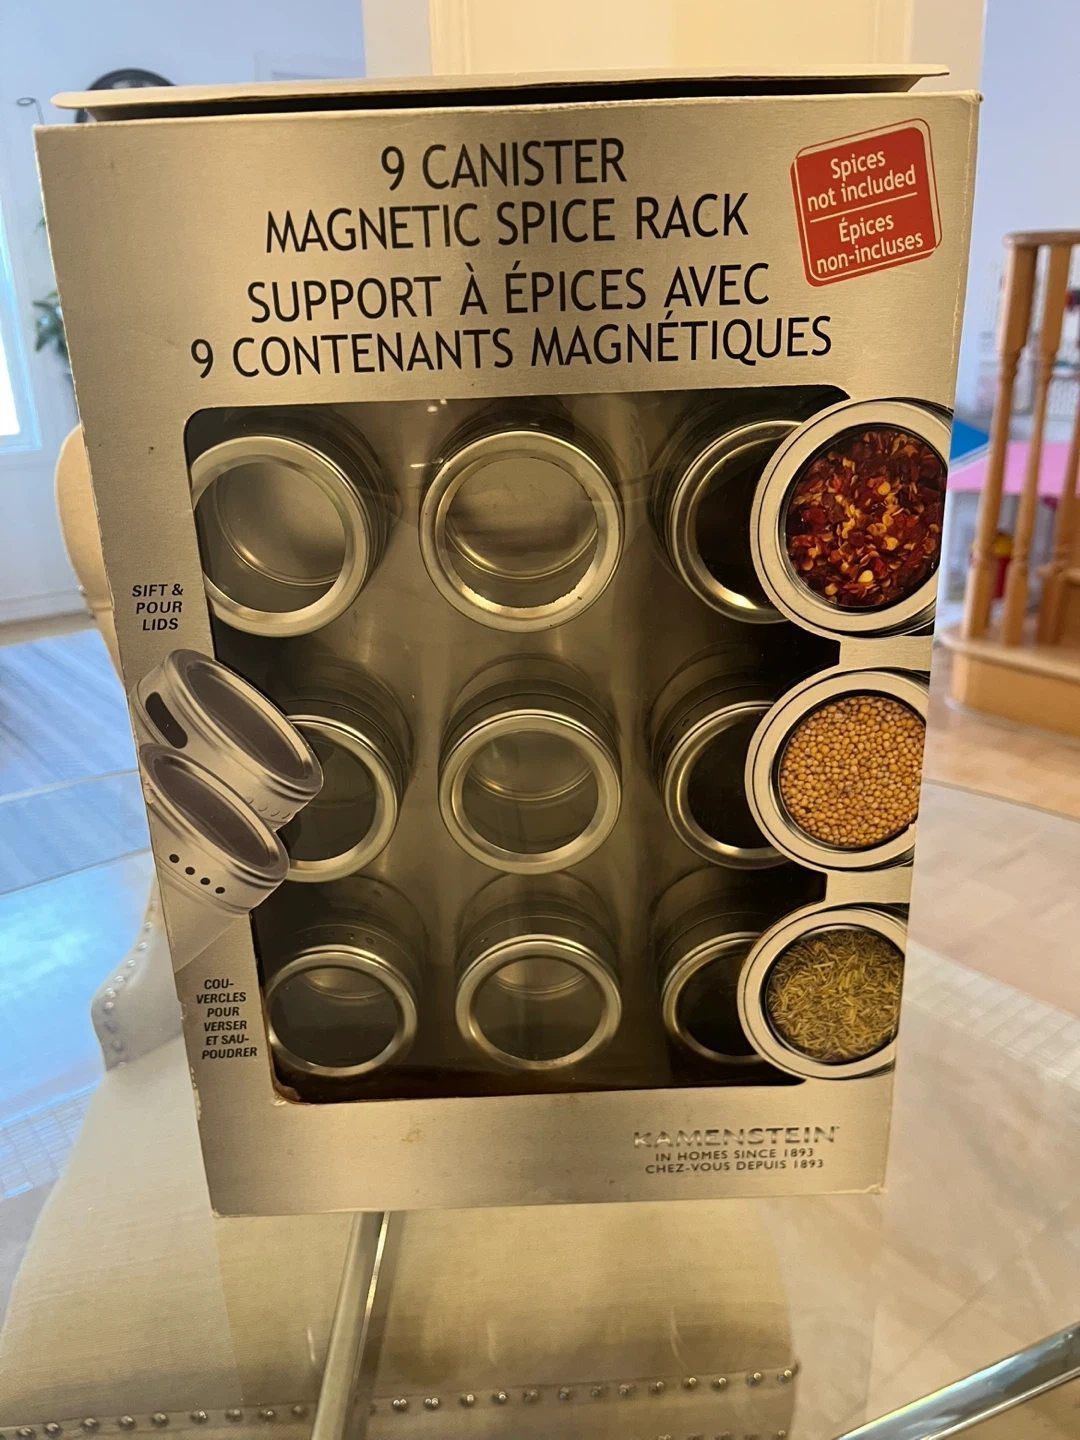 9 CANISTER
MAGNETIC SPICE RACK
SUPPORT À ÉPICES AVEC
9 CONTENANTS MAGNÉTIQUES
Spices
not included
Épices
non-incluses
SIFT &
POUR
LIDS
COU-
VERCLES
POUR
VERSER
ET SAU-
POUDRER
KAMENSTEIN
IN HOMES SINCE 1893
CHEZ-VOUS DEPUIS 1893